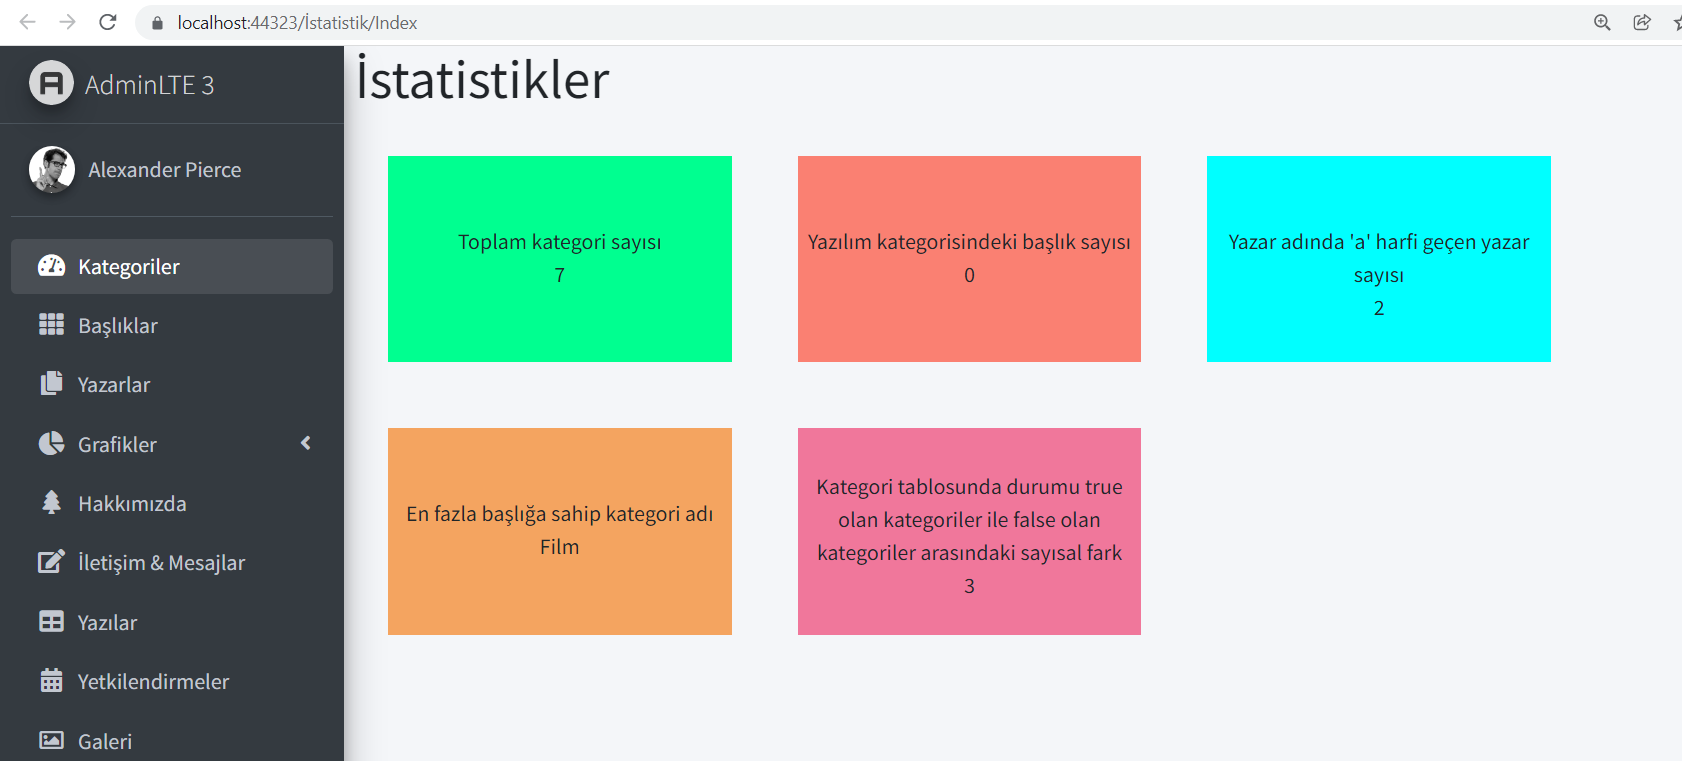 localhost:44323/İstatistik/Index
AdminLTE 3
Alexander Pierce
Kategoriler
Başlıklar
Yazarlar
Grafikler
Hakkımızda
İletişim & Mesajlar
Yazılar
Yetkilendirmeler
Galeri
İstatistikler
Toplam kategori sayısı
7
Yazılım kategorisindeki başlık sayısı
0
Yazar adında 'a' harfi geçen yazar
sayısı
2
En fazla başlığa sahip kategori adı
Film
Kategori tablosunda durumu true
olan kategoriler ile false olan
kategoriler arasındaki sayısal fark
3